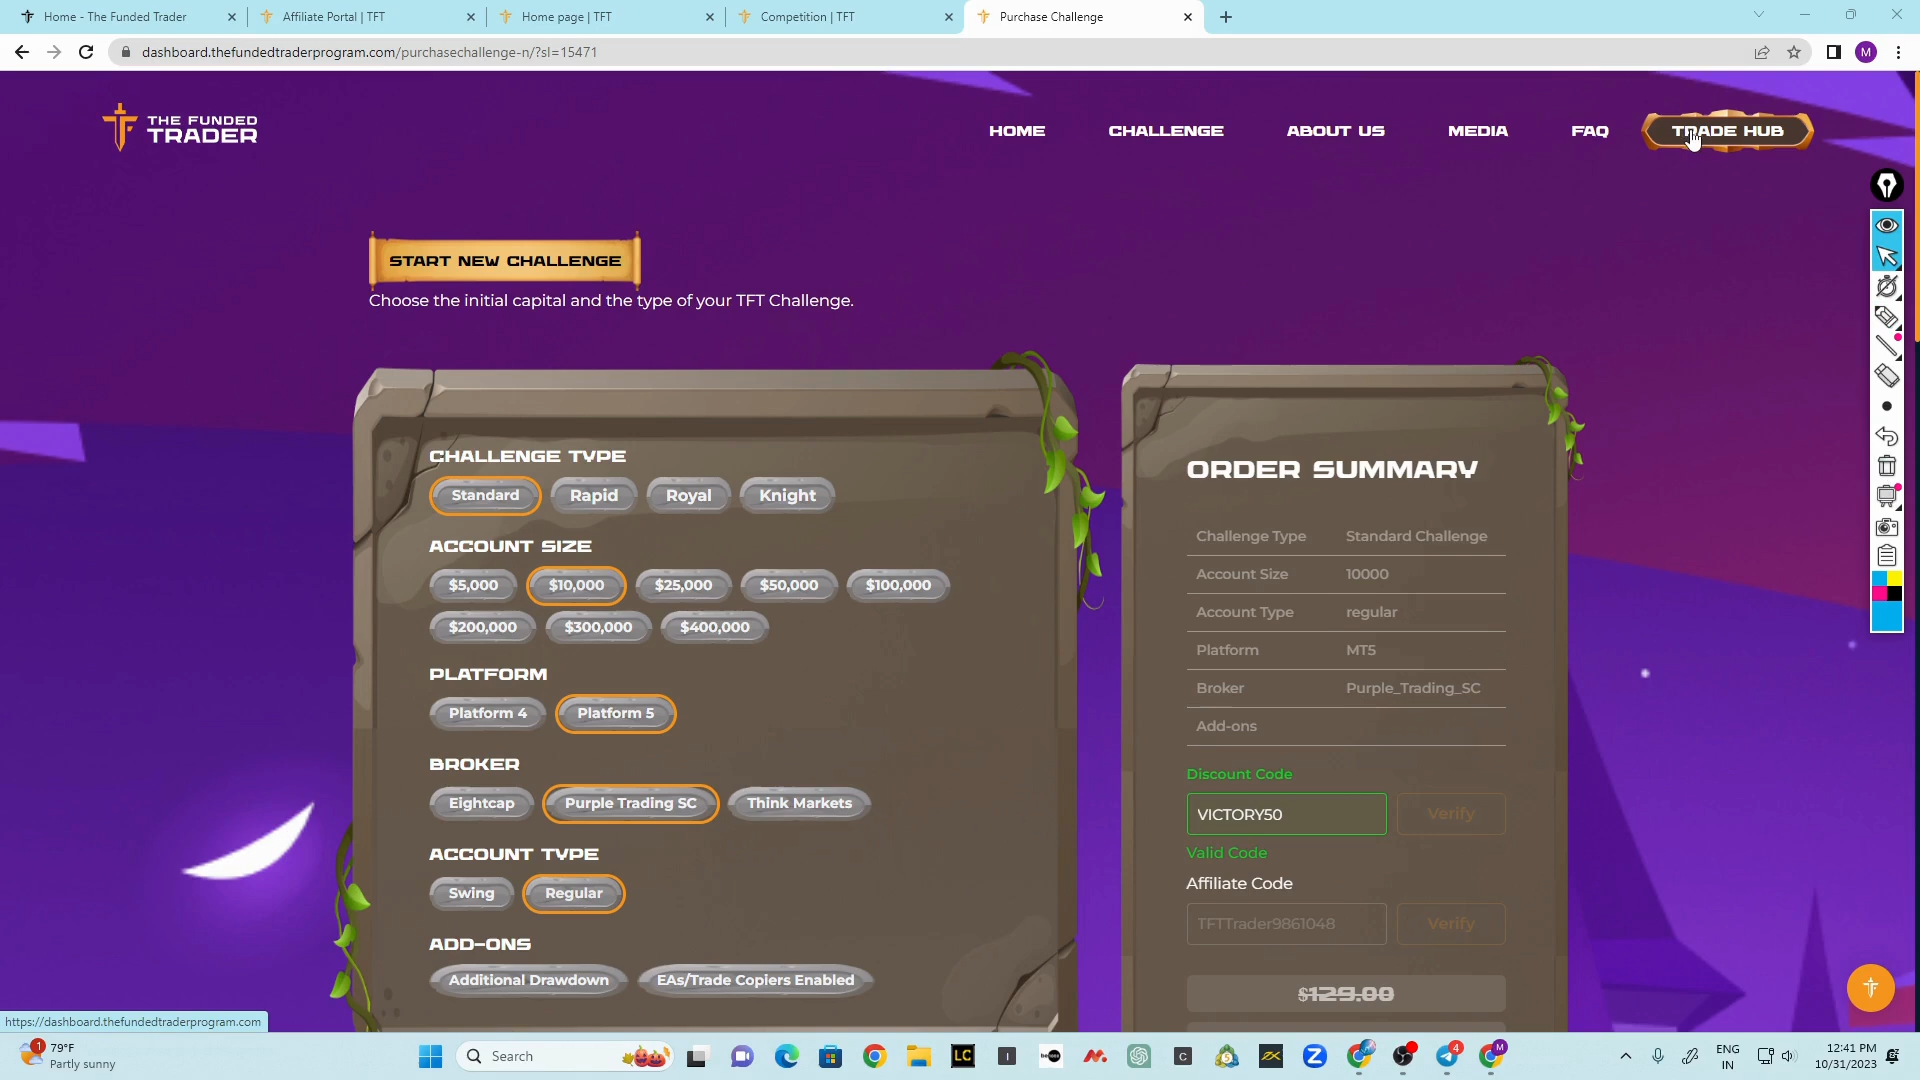 Home - The Funded Trader
Affiliate Portal | TFT
Home page | TFT
Competition | TFT
Purchase Challenge
dashboard.thefundedtraderprogram.com/purchasechallenge-n/?sl=15471
M
THE FUNDED
TRADER
HOME
CHALLENGE
ABOUT US
MEDIA
FAQ
TRADE HUB
START NEW CHALLENGE
Choose the initial capital and the type of your TFT Challenge.
CHALLENGE TYPE
Standard
Rapid
Royal
Knight
ACCOUNT SIZE
$5,000
$10,000
$25,000
$50,000
$100,000
$200,000
$300,000
$400,000
PLATFORM
Platform 4
Platform 5
BROKER
Eightcap
Purple Trading SC
Think Markets
ACCOUNT TYPE
Swing
Regular
ADD-ONS
Additional Drawdown
EAs/Trade Copiers Enabled
ORDER SUMMARY
Challenge Type Standard Challenge
Account Size 10000
Account Type regular
Platform MT5
Broker Purple_Trading_SC
Add-ons
Discount Code
VICTORY50
Verify
Valid Code
Affiliate Code
TFTTrader9861048
Verify
$129.00
https://dashboard.thefundedtraderprogram.com
1
79°F
Partly sunny
Search
LC
I
C
Z
4
M
ENG
IN
12:41 PM
10/31/2023